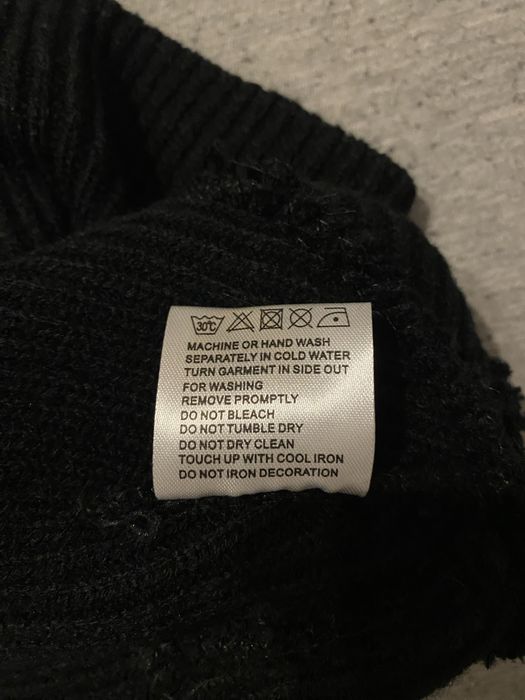 30°C
MACHINE OR HAND WASH
SEPARATELY IN COLD WATER
TURN GARMENT IN SIDE OUT
FOR WASHING
REMOVE PROMPTLY
DO NOT BLEACH
DO NOT TUMBLE DRY
DO NOT DRY CLEAN
TOUCH UP WITH COOL IRON
DO NOT IRON DECORATION